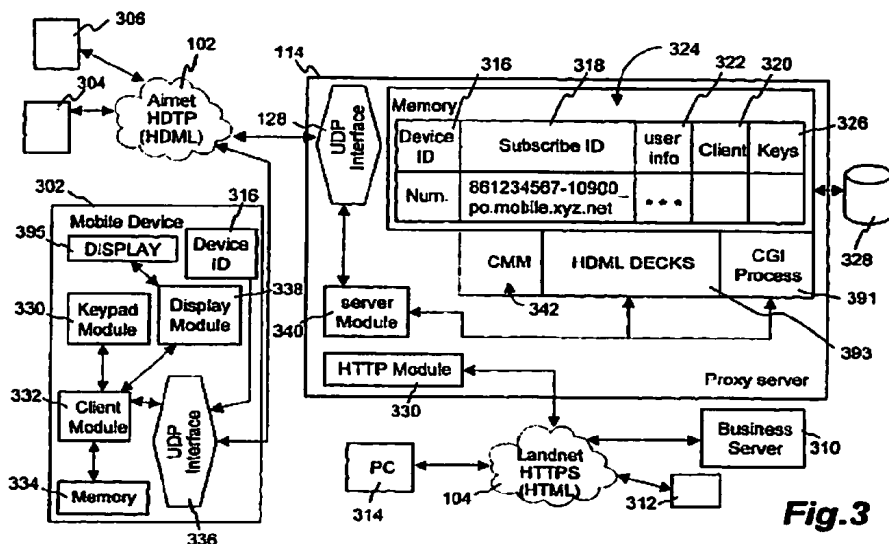 306
304
102
Airnet
HDTP
(HDML)
114
128
UDP
Interface
316
318
324
322
320
326
Memory
Device
ID
Subscribe ID
user
info
Client
Keys
Num.
861234567-10900_
po.mobile.xyz.net
***
328
CMM
HDML DECKS
CGI
Process
342
391
393
server
Module
340
HTTP Module
330
Proxy server
302
Mobile Device
316
395
DISPLAY
Device
ID
330
Keypad
Module
Display
Module
338
332
Client
Module
UDP
Interface
334
Memory
336
PC
314
Landnet
HTTPS
(HTML)
104
Business
Server
310
312
Fig.3